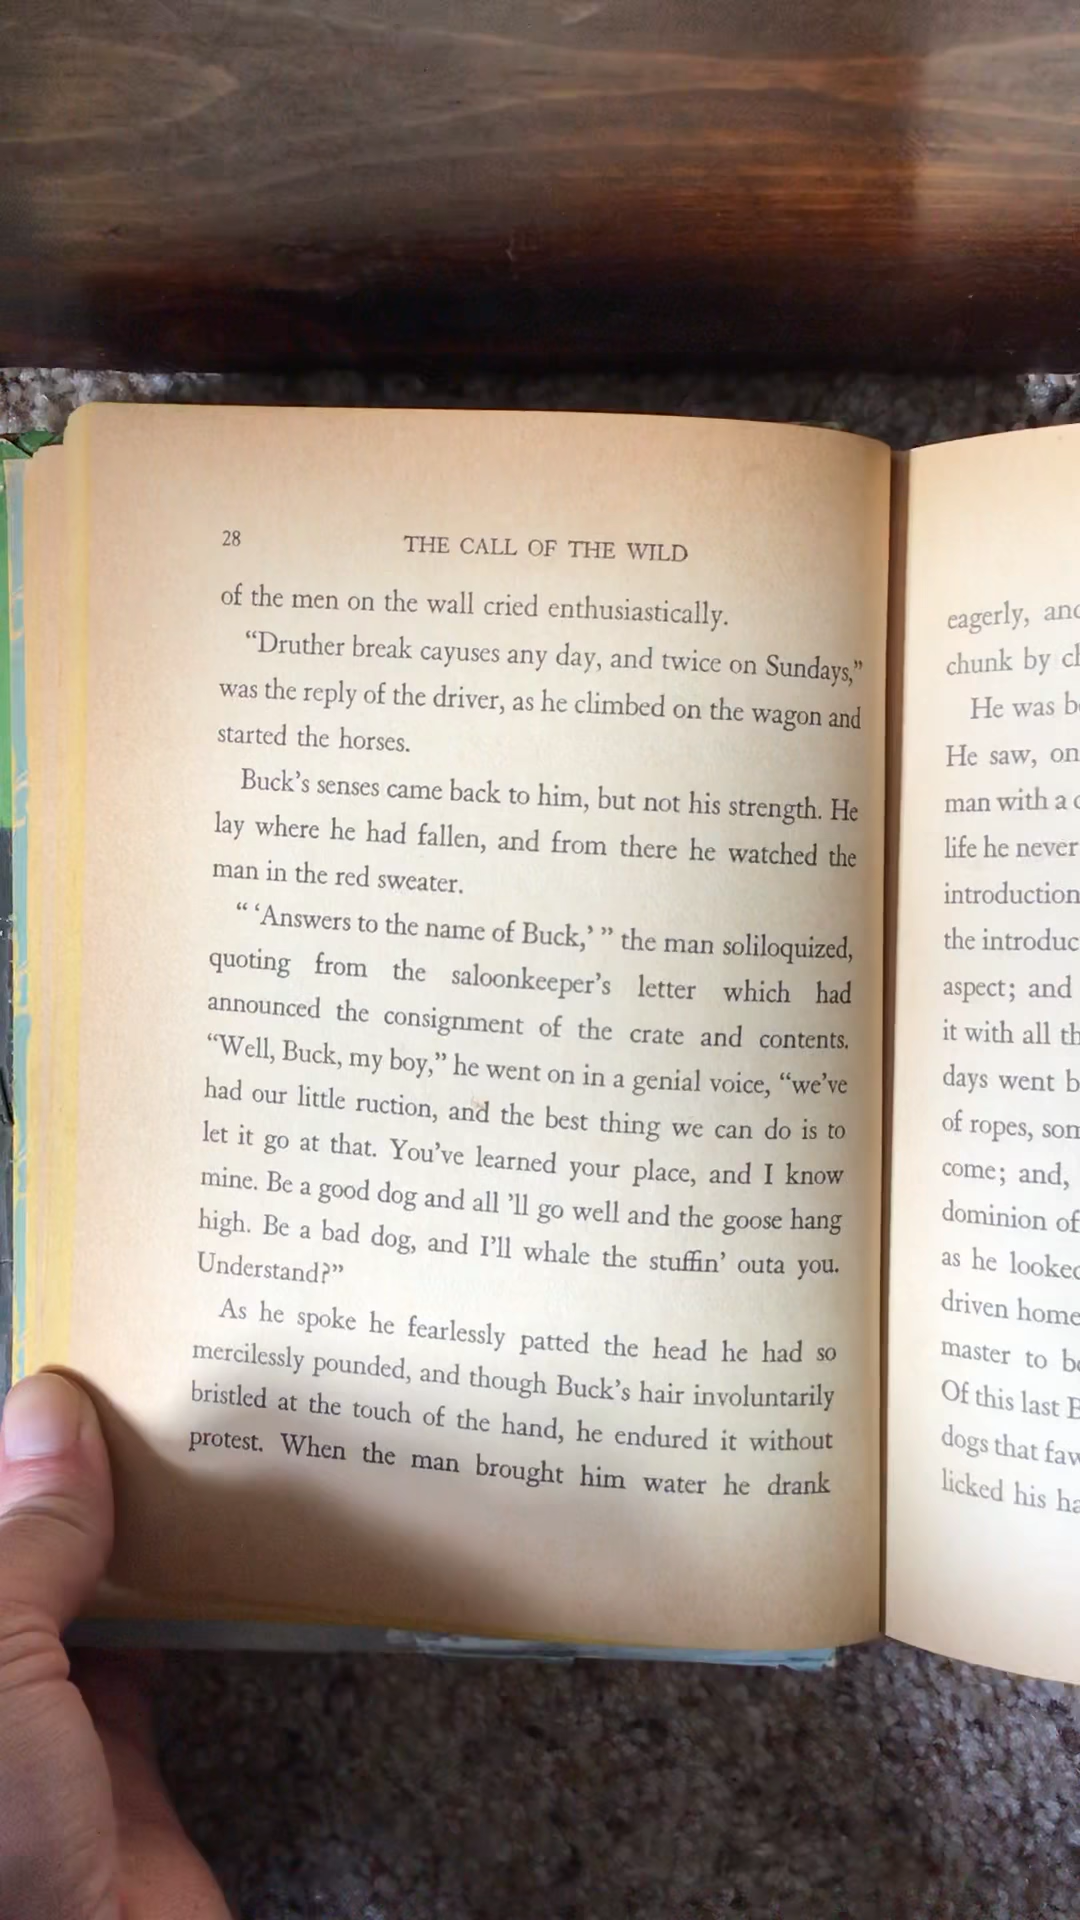 28 THE CALL OF THE WILD
of the men on the wall cried enthusiastically.
“Druther break cayuses any day, and twice on Sundays,”
was the reply of the driver, as he climbed on the wagon and
started the horses.
Buck’s senses came back to him, but not his strength. He
lay where he had fallen, and from there he watched the
man in the red sweater.
“ ‘Answers to the name of Buck,’ ” the man soliloquized,
quoting from the saloonkeeper’s letter which had
announced the consignment of the crate and contents.
“Well, Buck, my boy,” he went on in a genial voice, “we’ve
had our little ruction, and the best thing we can do is to
let it go at that. You’ve learned your place, and I know
mine. Be a good dog and all ’ll go well and the goose hang
high. Be a bad dog, and I’ll whale the stuffin’ outa you.
Understand?”
As he spoke he fearlessly patted the head he had so
mercilessly pounded, and though Buck’s hair involuntarily
bristled at the touch of the hand, he endured it without
protest. When the man brought him water he drank
eagerly, and
chunk by
He was
He saw, on
man with a
life he never
introduction
the introduc
aspect; and
it with all
days went
of ropes,
come; and,
dominion of
as he looked
driven home
master to
Of this last
dogs that
licked his